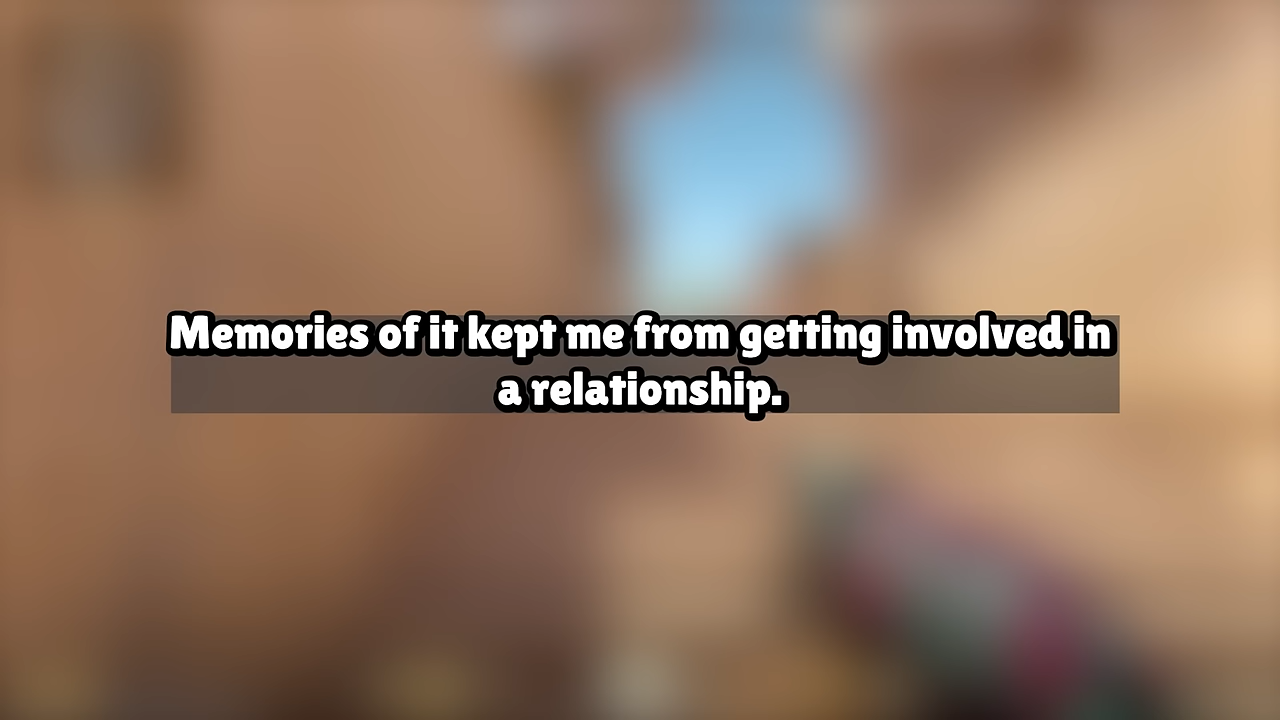 Memories of it kept me from getting involved in
a relationship.